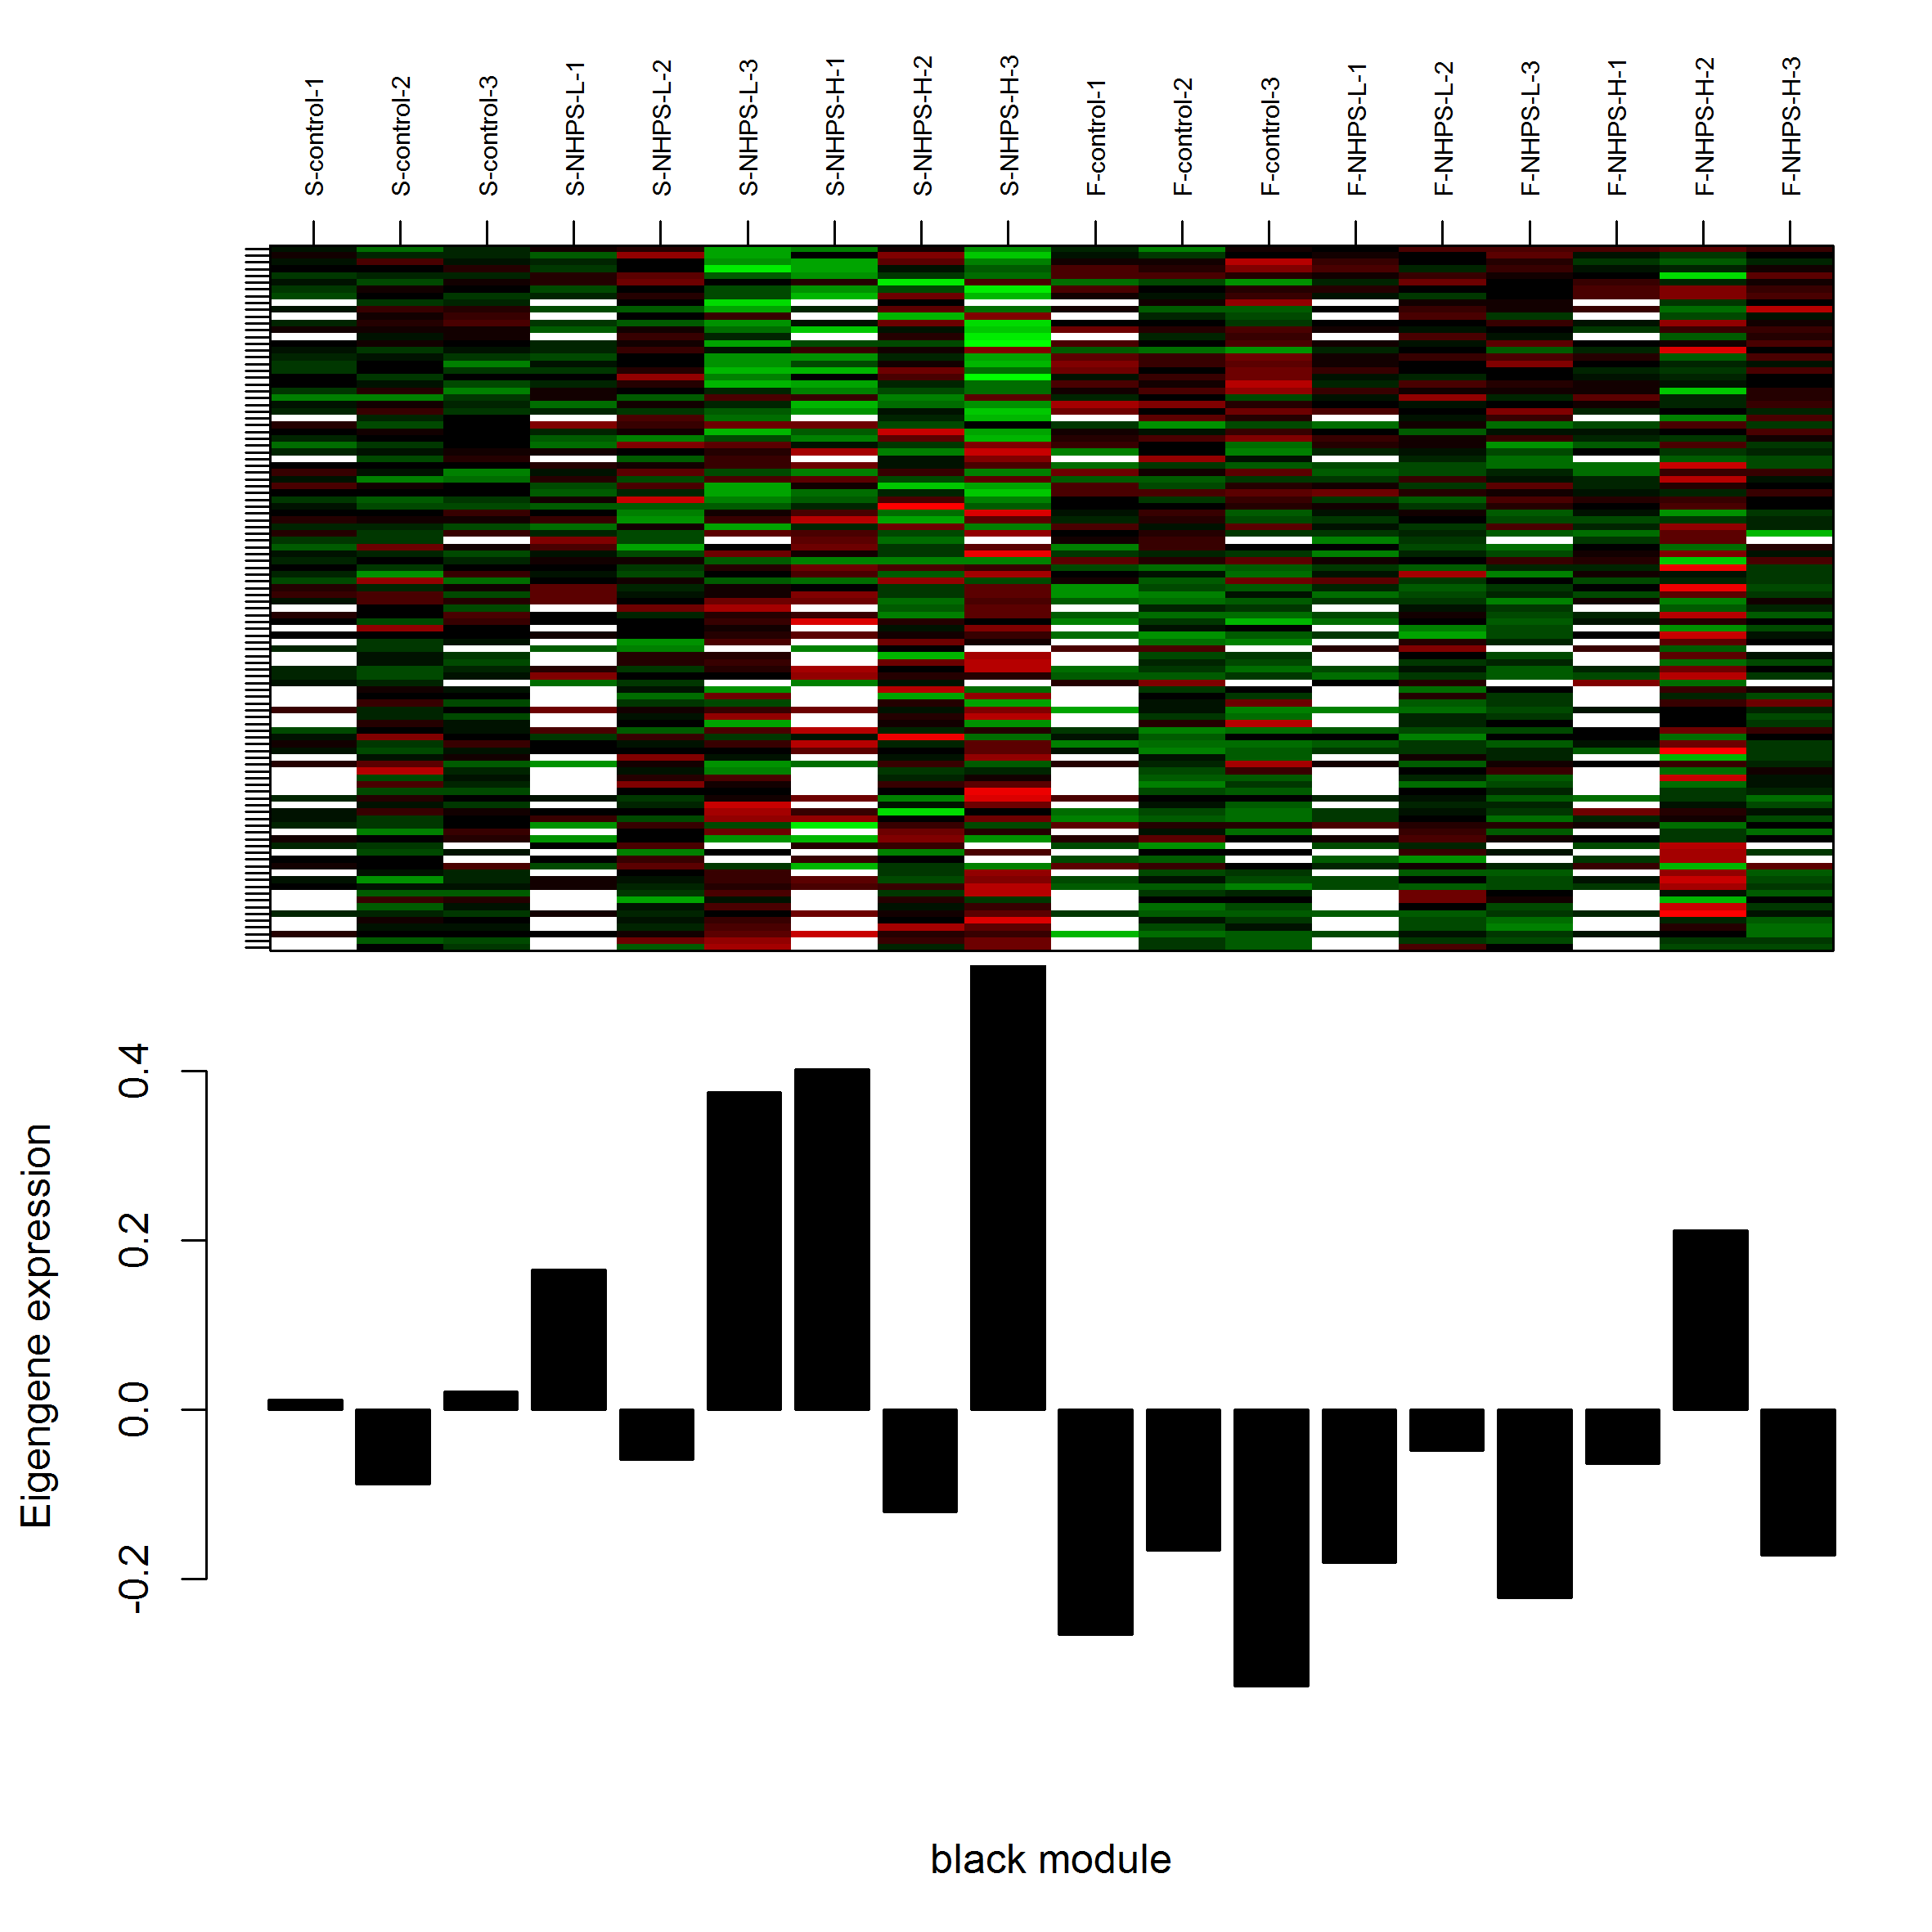 S-control-1
S-control-2
S-control-3
S-NHPS-L-1
S-NHPS-L-2
S-NHPS-L-3
S-NHPS-H-1
S-NHPS-H-2
S-NHPS-H-3
F-control-1
F-control-2
F-control-3
F-NHPS-L-1
F-NHPS-L-2
F-NHPS-L-3
F-NHPS-H-1
F-NHPS-H-2
F-NHPS-H-3
Eigengene expression
0.4
0.2
0.0
-0.2
black module